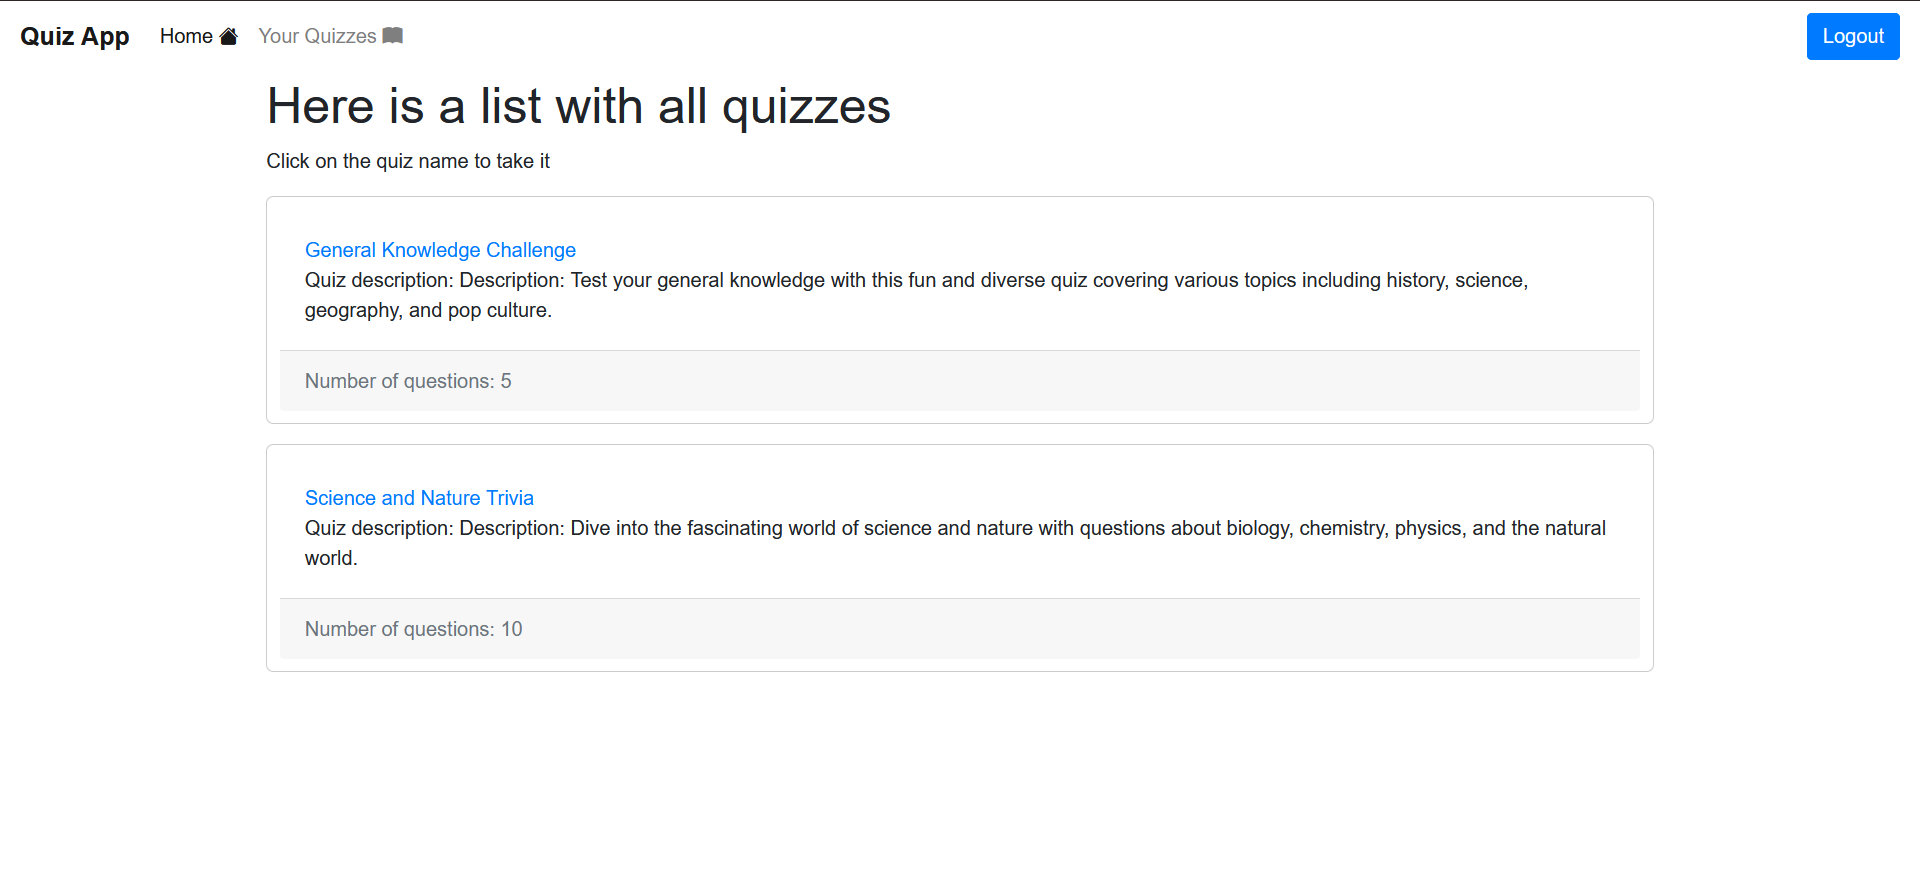 Quiz App Home Your Quizzes Logout
Here is a list with all quizzes
Click on the quiz name to take it
General Knowledge Challenge
Quiz description: Description: Test your general knowledge with this fun and diverse quiz covering various topics including history, science,
geography, and pop culture.
Number of questions: 5
Science and Nature Trivia
Quiz description: Description: Dive into the fascinating world of science and nature with questions about biology, chemistry, physics, and the natural
world.
Number of questions: 10